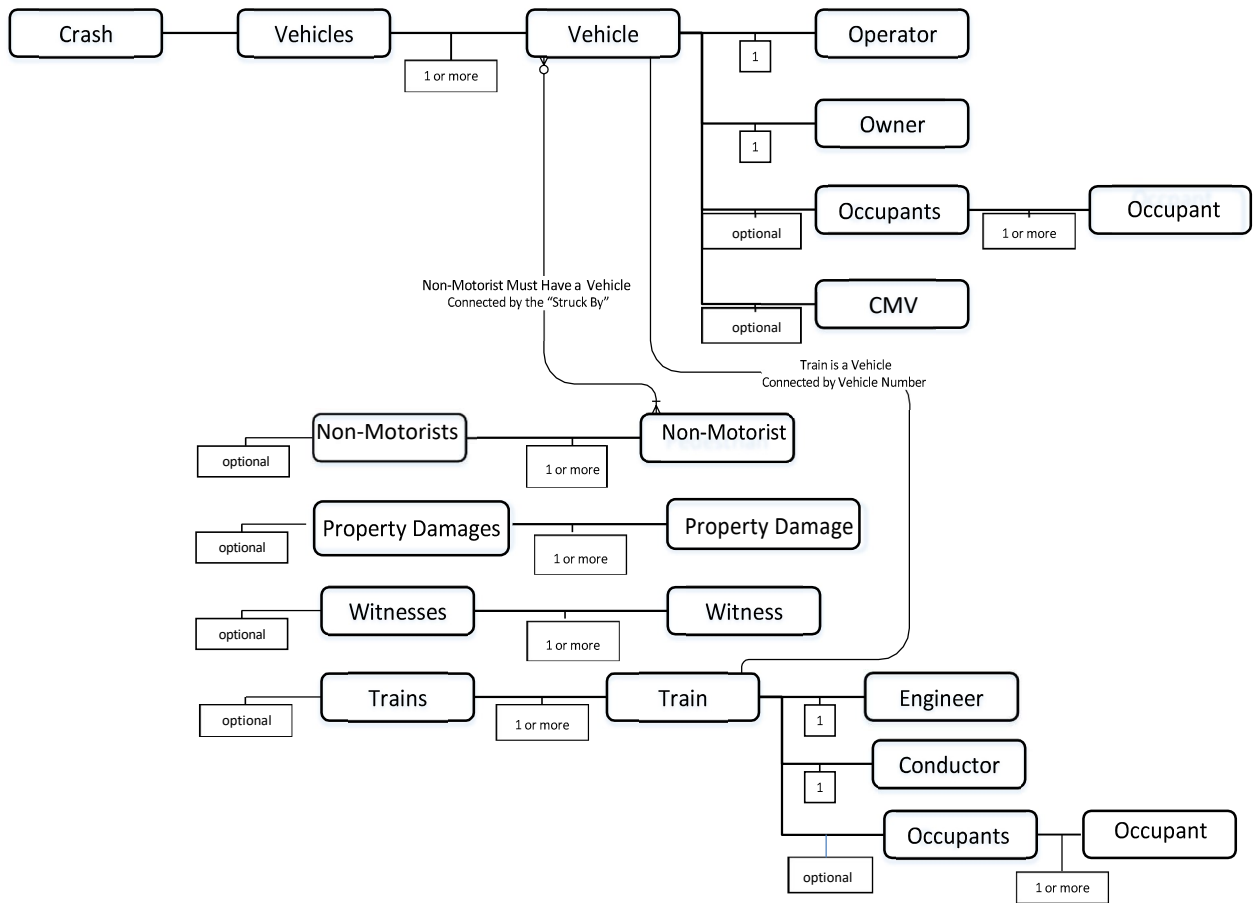 Crash
Vehicles
1 or more
Vehicle
1
Operator
1
Owner
optional
Occupants
1 or more
Occupant
optional
CMV
Non-Motorist Must Have a Vehicle
Connected by the “Struck By”
Train is a Vehicle
Connected by Vehicle Number
optional
Non-Motorists
1 or more
Non-Motorist
optional
Property Damages
1 or more
Property Damage
optional
Witnesses
1 or more
Witness
optional
Trains
1 or more
Train
1
Engineer
1
Conductor
optional
Occupants
1 or more
Occupant